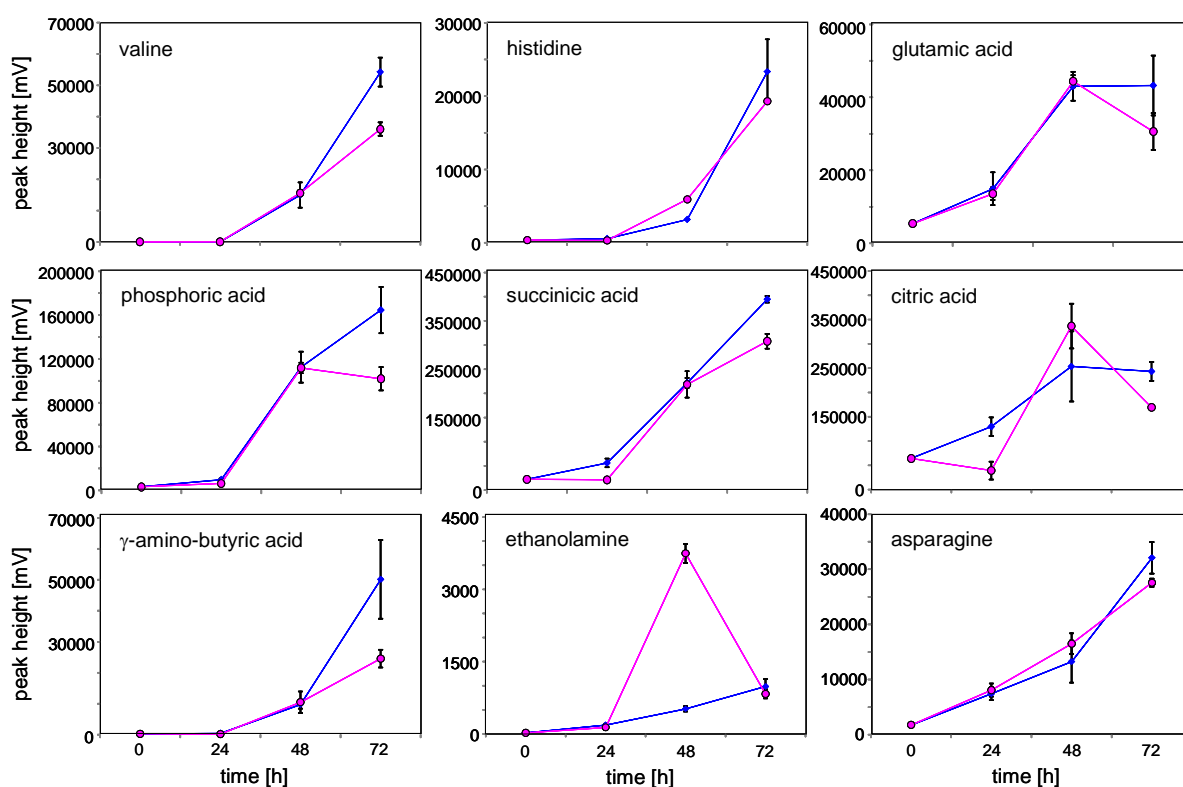 valine
peak height [mV]
70000
50000
30000
0
histidine
30000
20000
10000
0
glutamic acid
60000
40000
20000
0
phosphoric acid
peak height [mV]
200000
160000
120000
80000
40000
0
succinicic acid
450000
350000
250000
150000
0
citric acid
450000
350000
250000
150000
0
γ-amino-butyric acid
peak height [mV]
70000
50000
30000
0
0 24 48 72
time [h]
ethanolamine
4500
3000
1500
0
0 24 48 72
time [h]
asparagine
40000
30000
20000
10000
0
0 24 48 72
time [h]